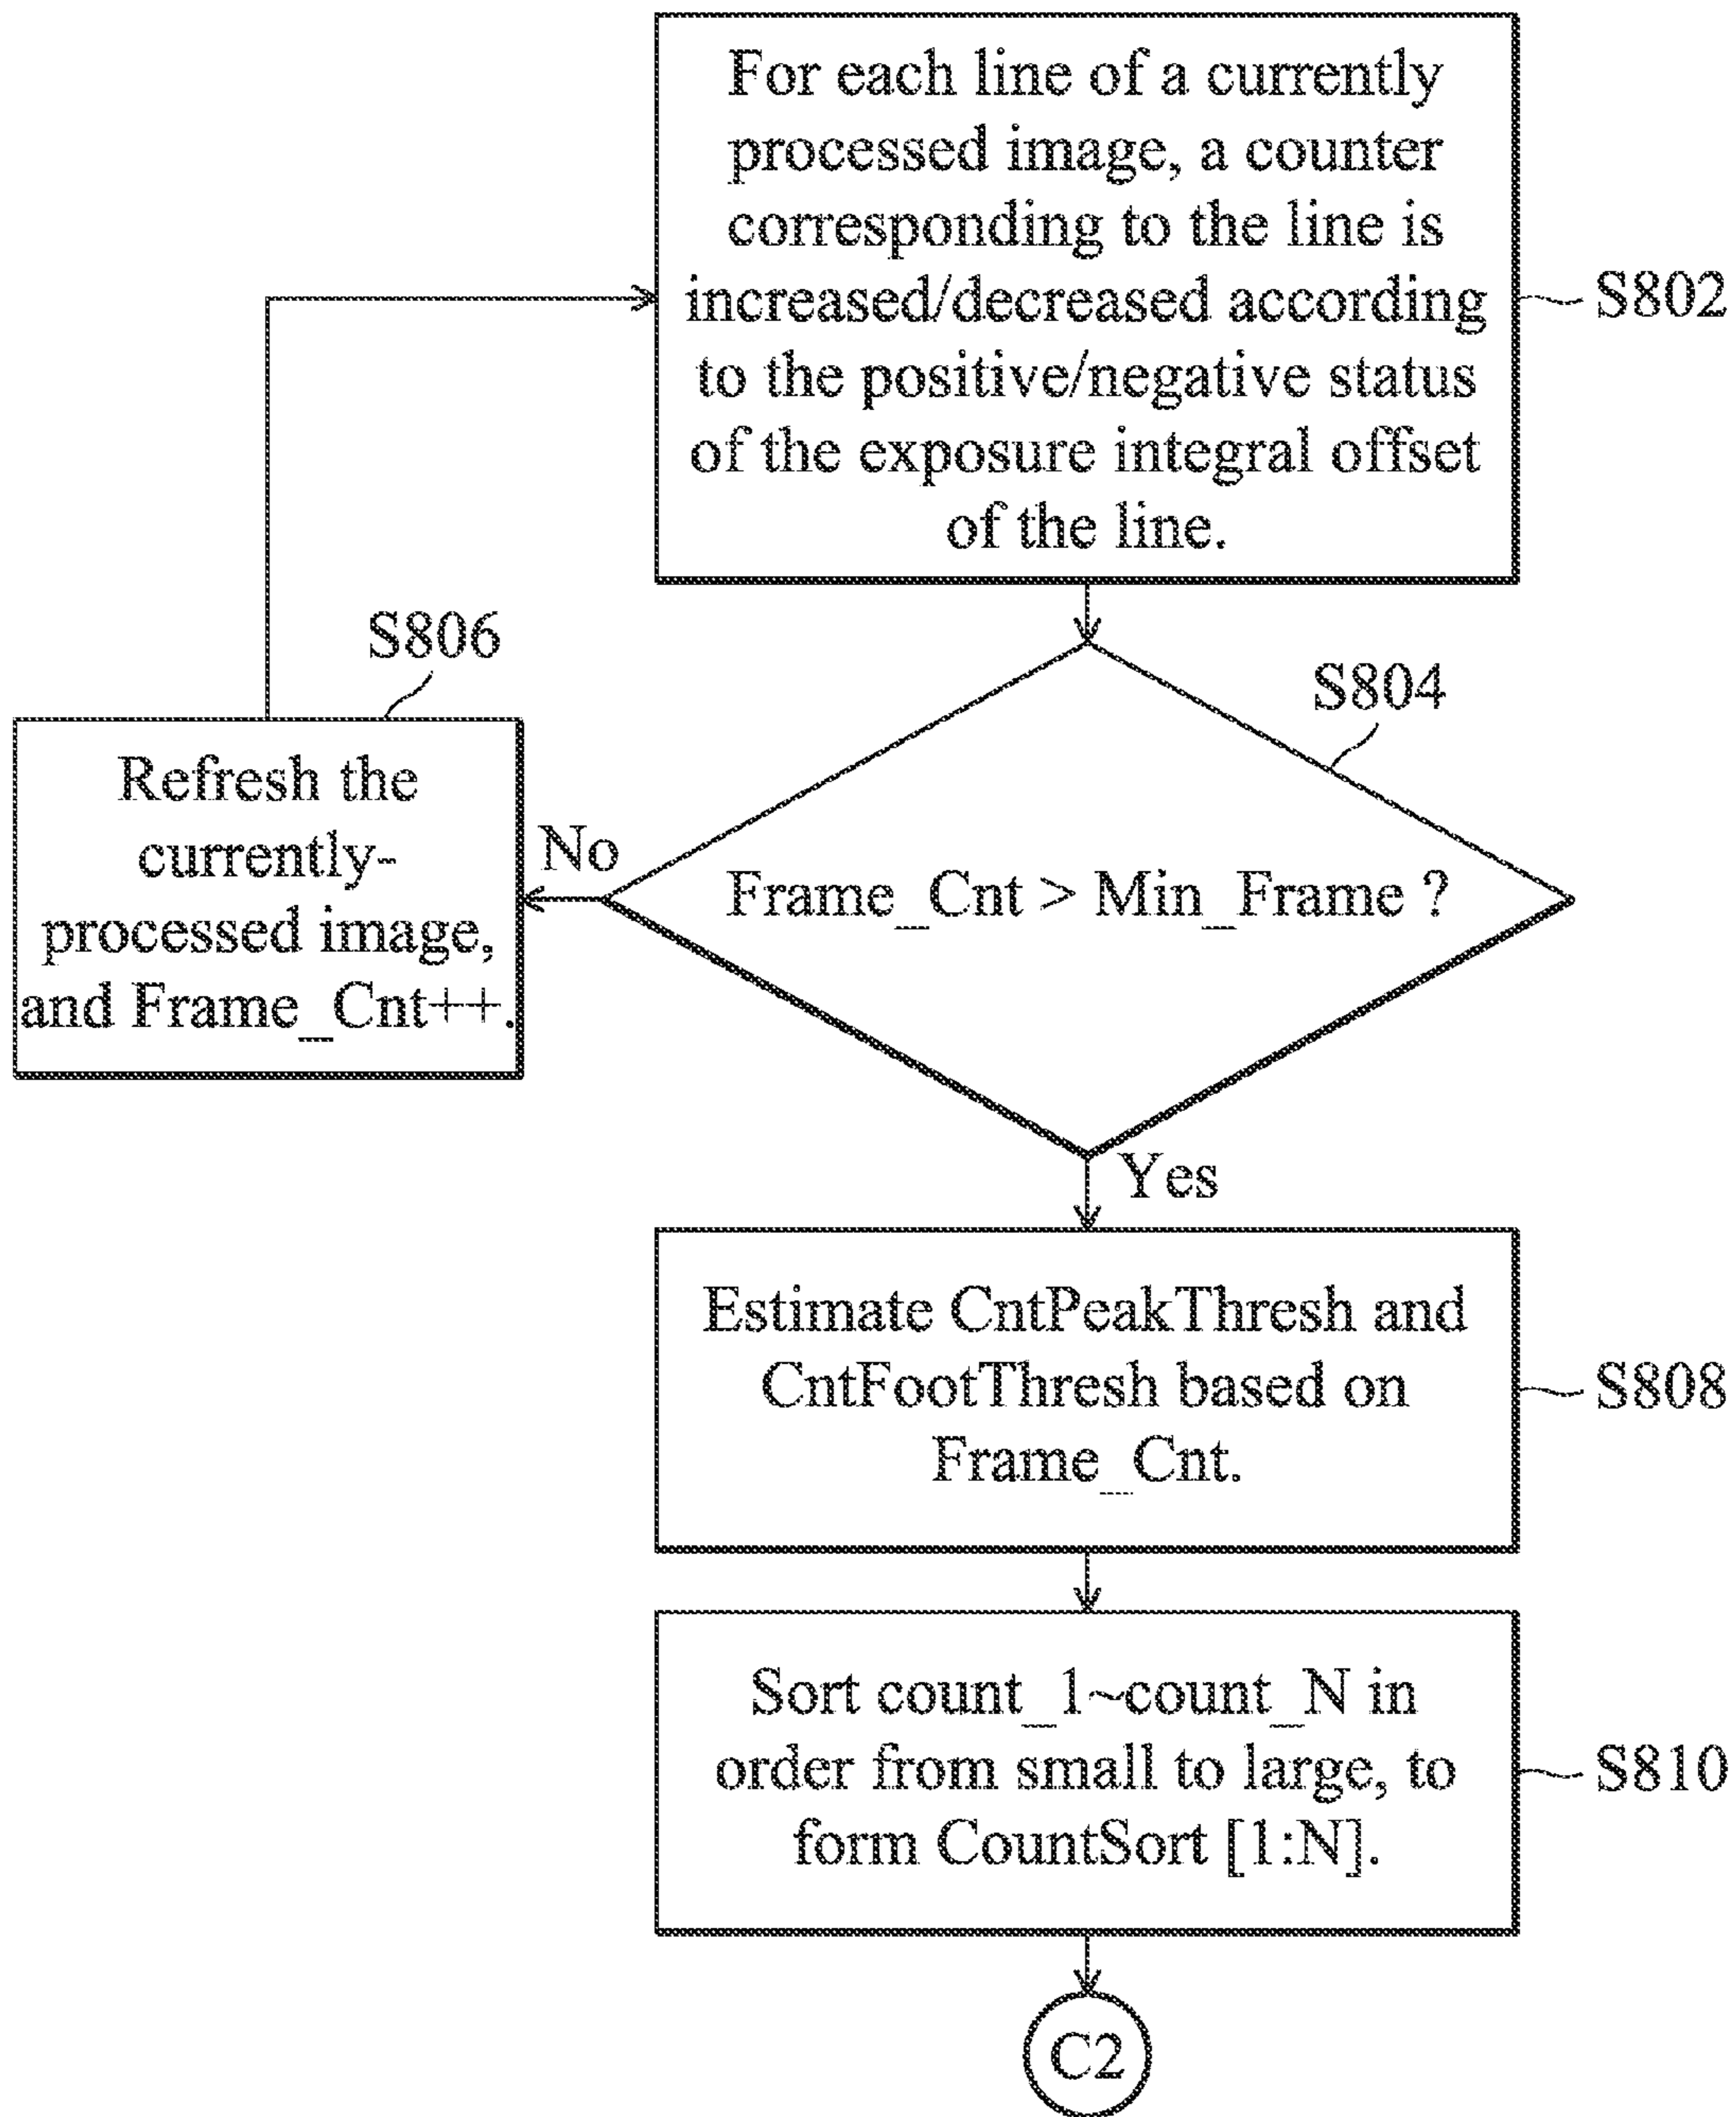 For each line of a currently
processed image, a counter
corresponding to the line is
increased/decreased according
to the positive/negative status
of the exposure integral offset
of the line.
S802
S806
S804
Refresh the
currently-
processed image,
and Frame_Cnt++.
No
Frame_Cnt > Min_Frame ?
Yes
Estimate CntPeakThresh and
CntFootThresh based on
Frame_Cnt.
S808
Sort count_1~count_N in
order from small to large, to
form CountSort [1:N].
S810
C2